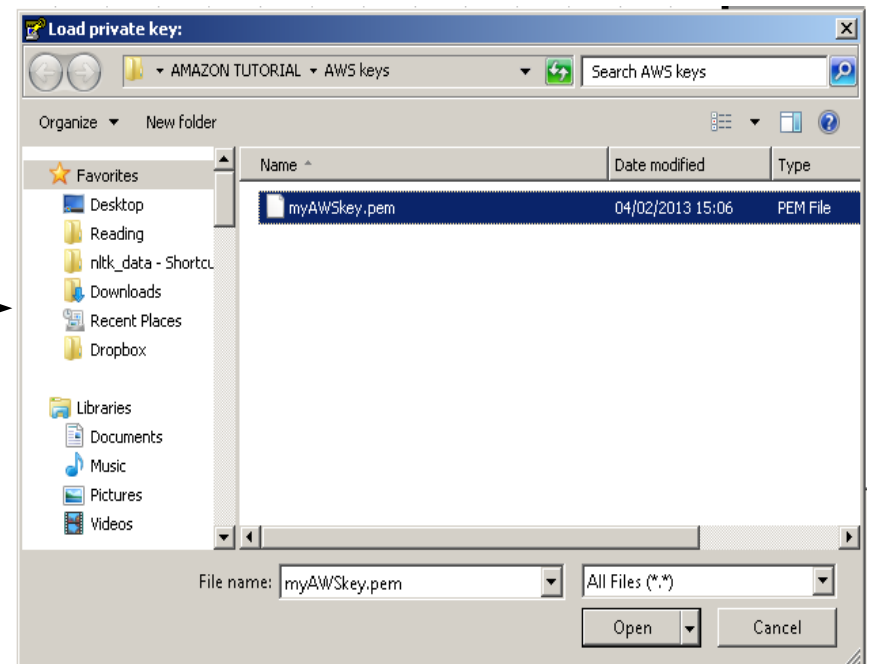 Load private key:
AMAZON TUTORIAL AWS keys Search AWS keys
Organize New folder
Name Date modified Type
myAWSkey.pem 04/02/2013 15:06 PEM File
Favorites
Desktop
Reading
nltk_data - Shortcu
Downloads
Recent Places
Dropbox
Libraries
Documents
Music
Pictures
Videos
File name: myAWSkey.pem All Files (*.*)
Open Cancel